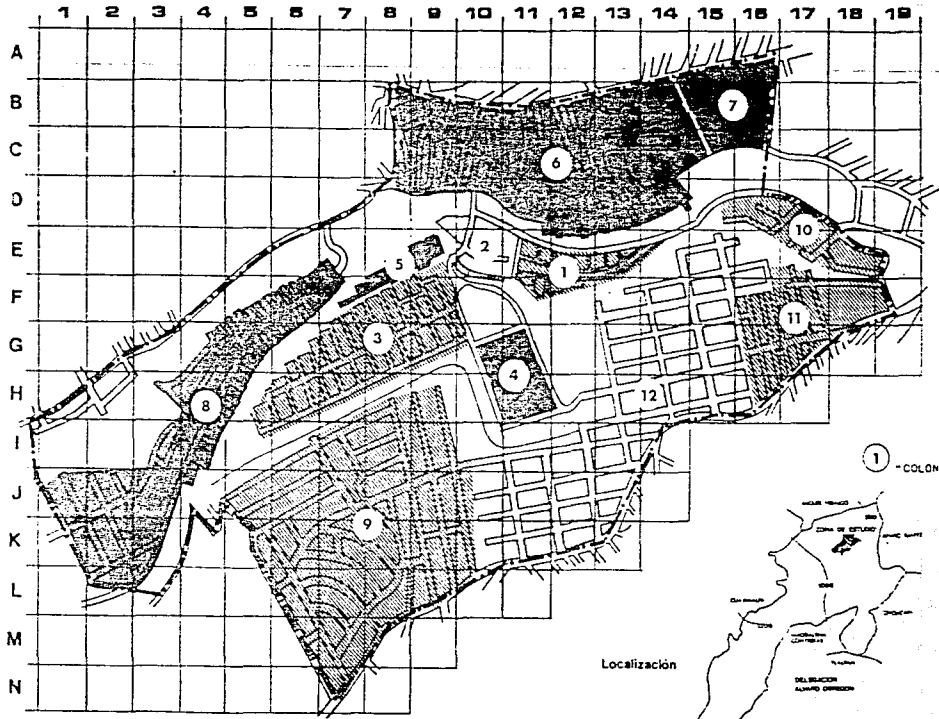 1 2 3 4 5 6 7 8 9 10 11 12 13 14 15 16 17 18 19
A
B
7
C
6
D
10
E
2
5
1
F
11
3
G
4
H
12
8
I
1 - COLON
J
9
ZONA DE ESTUDIO
K
L
M
Localización
DELEGACION
ALVARO OBREGON
N